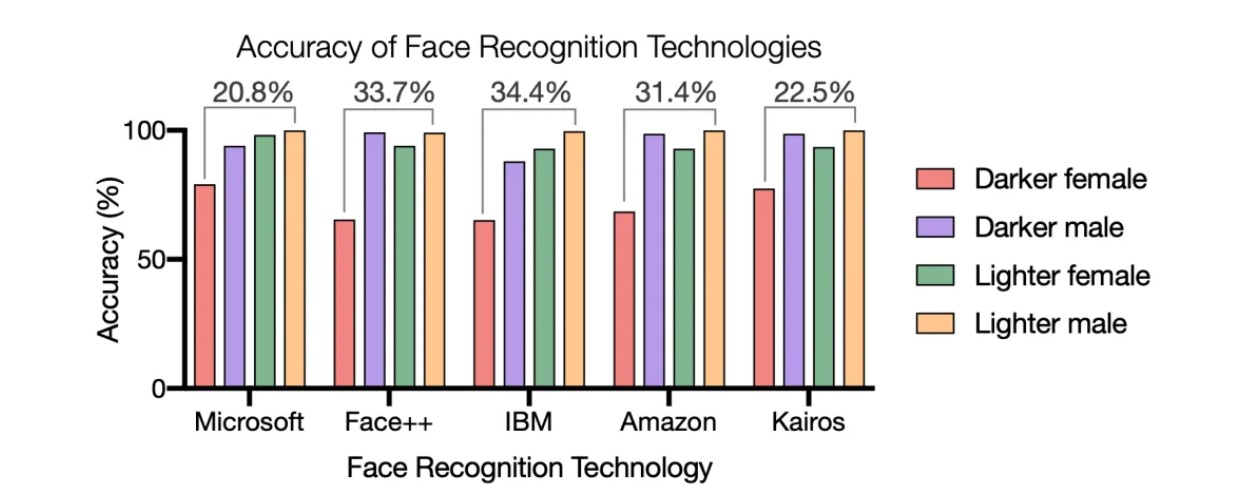 Accuracy of Face Recognition Technologies
20.8% 33.7% 34.4% 31.4% 22.5%
100
50
0
Accuracy (%)
Microsoft Face++ IBM Amazon Kairos
Face Recognition Technology
Darker female
Darker male
Lighter female
Lighter male